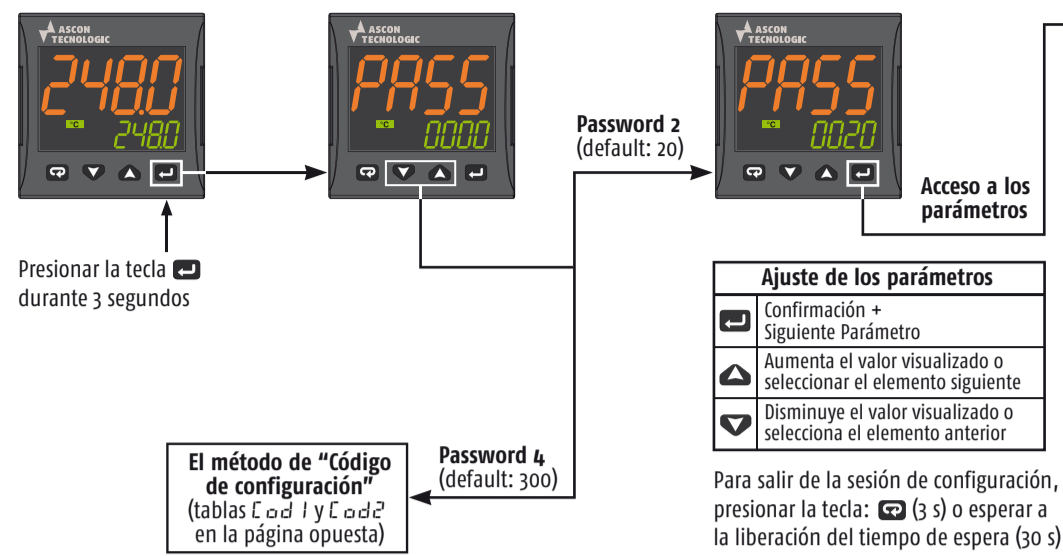 ASCON
TECNOLOGIC
248.0
°C
248.0
ASCON
TECNOLOGIC
PASS
°C
0000
Password 2
(default: 20)
ASCON
TECNOLOGIC
PASS
°C
0020
Acceso a los
parámetros
Presionar la tecla
durante 3 segundos
Ajuste de los parámetros
Confirmación +
Siguiente Parámetro
Aumenta el valor visualizado o
seleccionar el elemento siguiente
Disminuye el valor visualizado o
selecciona el elemento anterior
El método de “Código
de configuración”
(tablas Cod1 y Cod2
en la página opuesta)
Password 4
(default: 300)
Para salir de la sesión de configuración,
presionar la tecla: (3 s) o esperar a
la liberación del tiempo de espera (30 s)